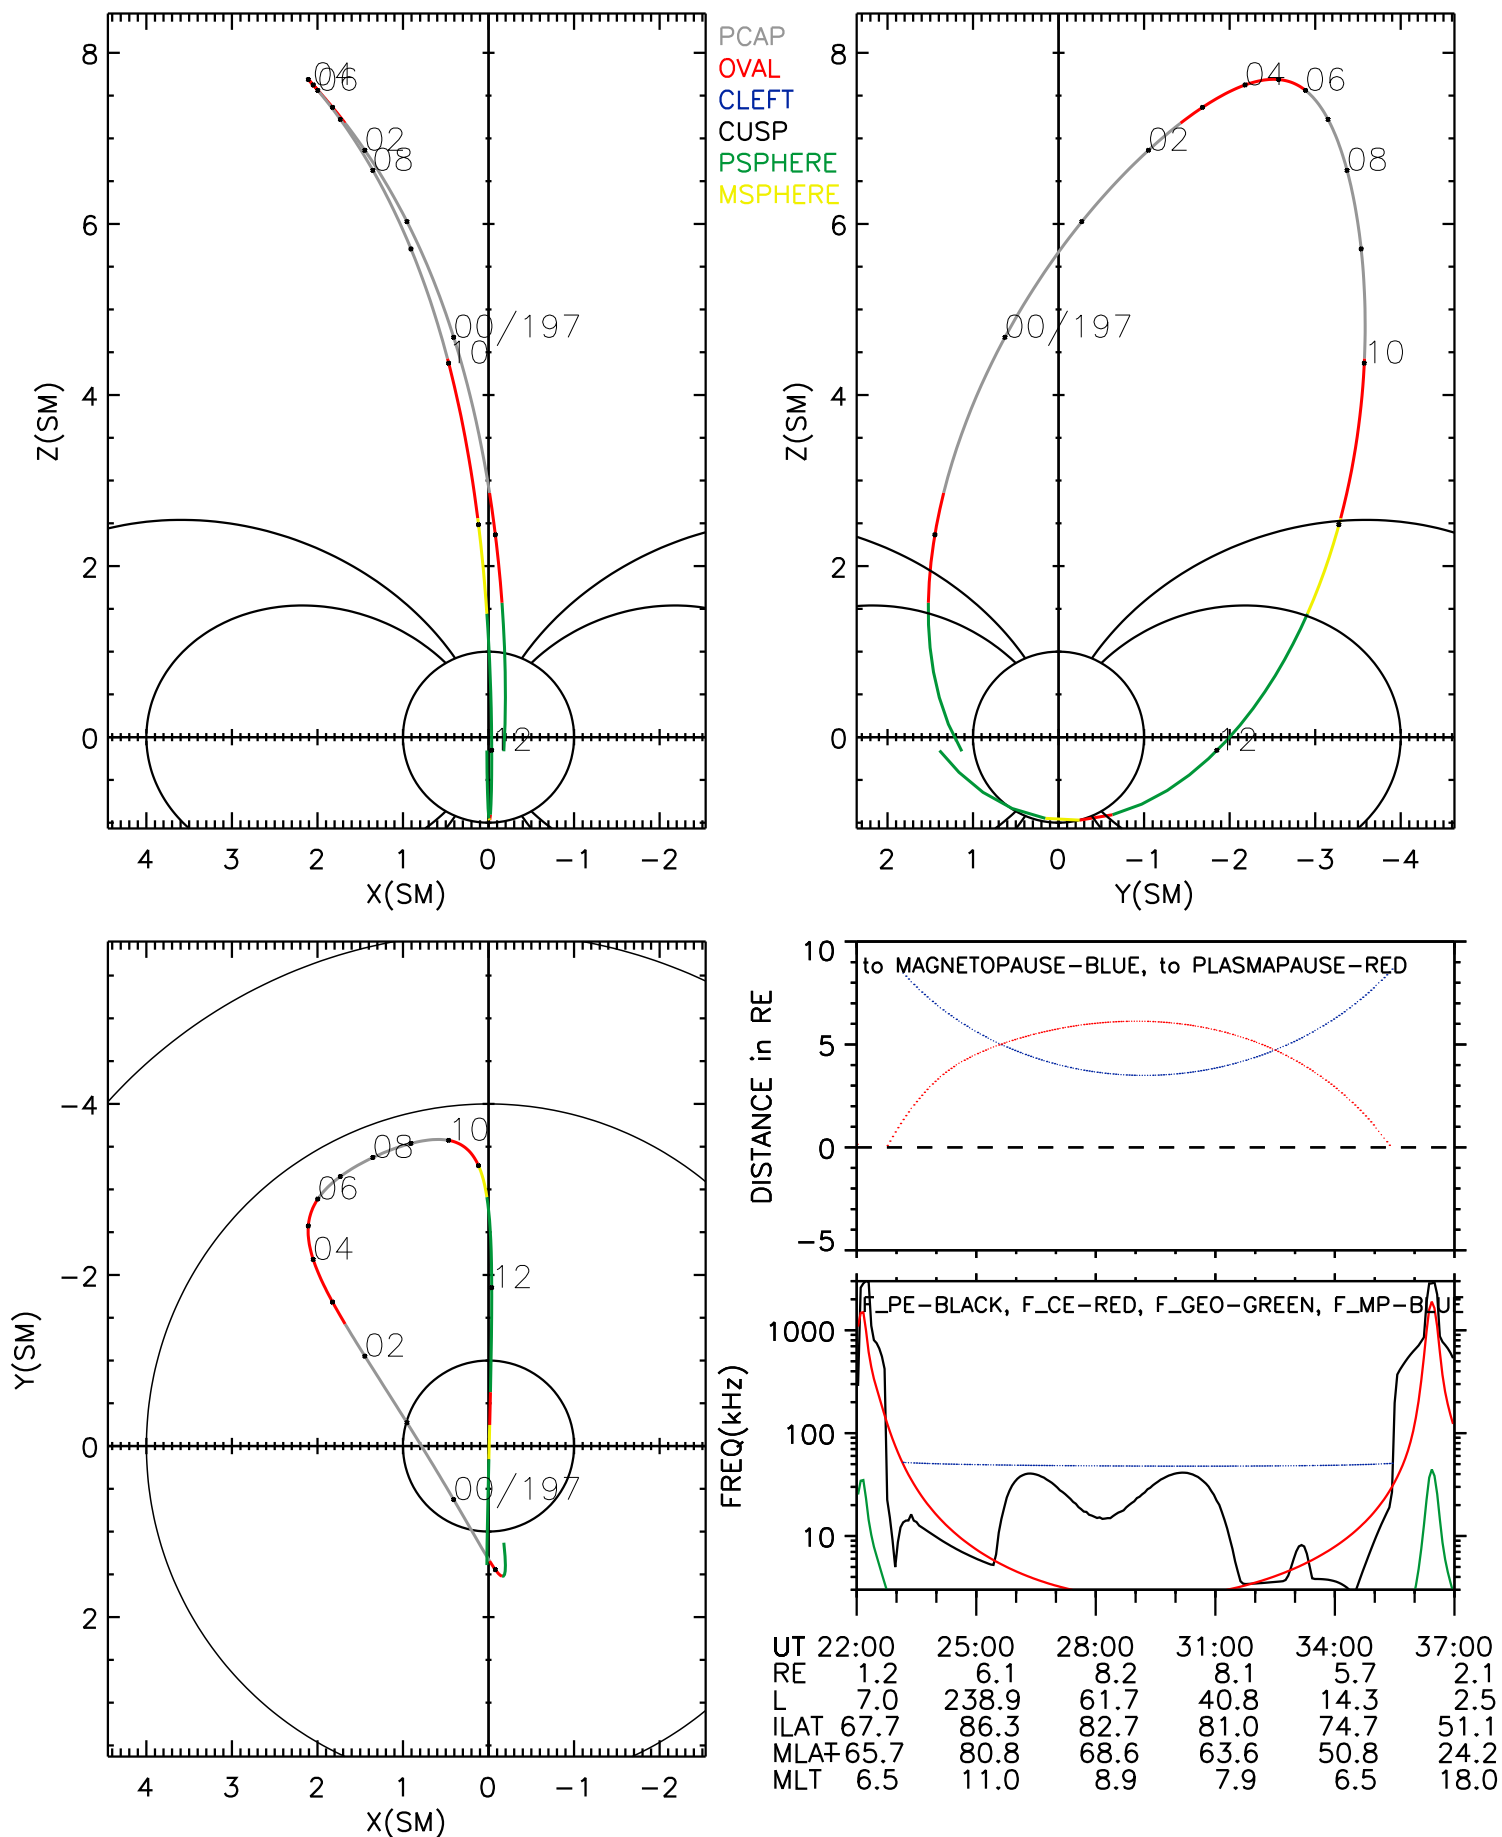 PCAP
OVAL
CLEFT
CUSP
PSPHERE
MSPHERE
8
6
4
2
0
Z(SM)
04
06
02
08
00/197
10
12
4 3 2 1 0 -1 -2
X(SM)
8
6
4
2
0
Z(SM)
04
06
02
08
00/197
10
12
2 1 0 -1 -2 -3 -4
Y(SM)
-4
-2
0
2
Y(SM)
10
08
06
04
12
02
00/197
4 3 2 1 0 -1 -2
X(SM)
10
5
0
-5
DISTANCE in RE
to MAGNETOPAUSE-BLUE, to PLASMAPAUSE-RED
1000
100
10
FREQ(kHz)
F_PE-BLACK, F_CE-RED, F_GEO-GREEN, F_MP-BLUE
UT 22:00 25:00 28:00 31:00 34:00 37:00
RE 1.2 6.1 8.2 8.1 5.7 2.1
L 7.0 238.9 61.7 40.8 14.3 2.5
ILAT 67.7 86.3 82.7 81.0 74.7 51.1
MLAT -65.7 80.8 68.6 63.6 50.8 24.2
MLT 6.5 11.0 8.9 7.9 6.5 18.0